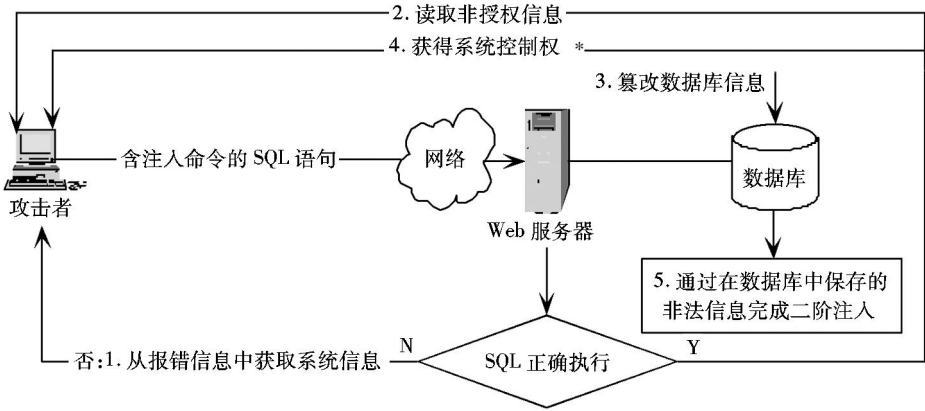 2. 读取非授权信息
4. 获得系统控制权 *
3. 篡改数据库信息
含注入命令的 SQL 语句
网络
数据库
攻击者
Web 服务器
5. 通过在数据库中保存的
非法信息完成二阶注入
否:1. 从报错信息中获取系统信息
N
SQL 正确执行
Y